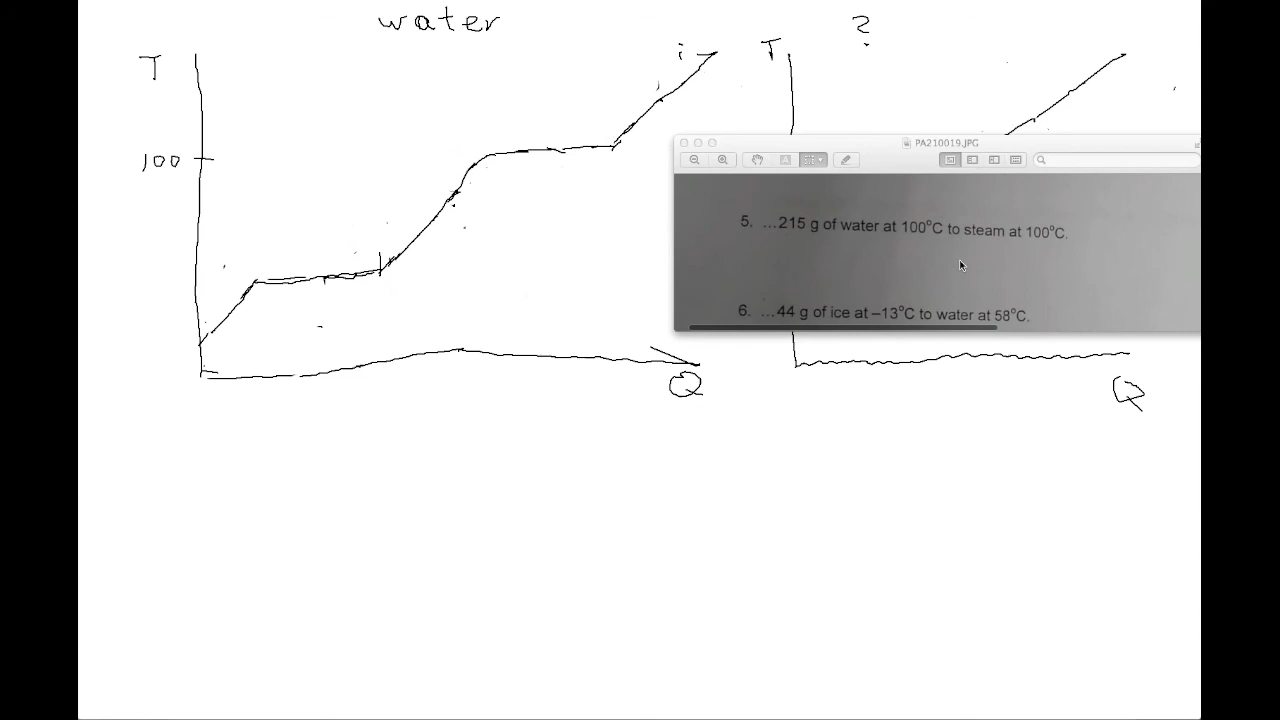 water
?
T
i
T
100
PA210019.JPG
5. ...215 g of water at 100°C to steam at 100°C.
6. ...44 g of ice at –13°C to water at 58°C.
Q
Q